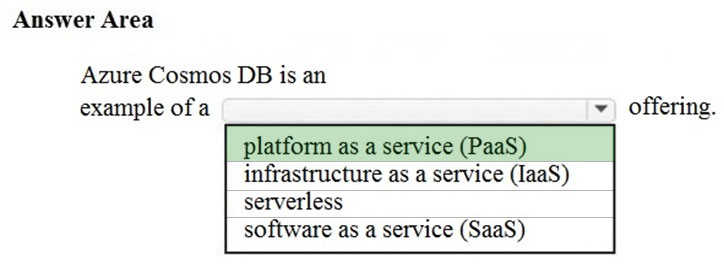 Answer Area
Azure Cosmos DB is an
example of a offering.
platform as a service (PaaS)
infrastructure as a service (IaaS)
serverless
software as a service (SaaS)